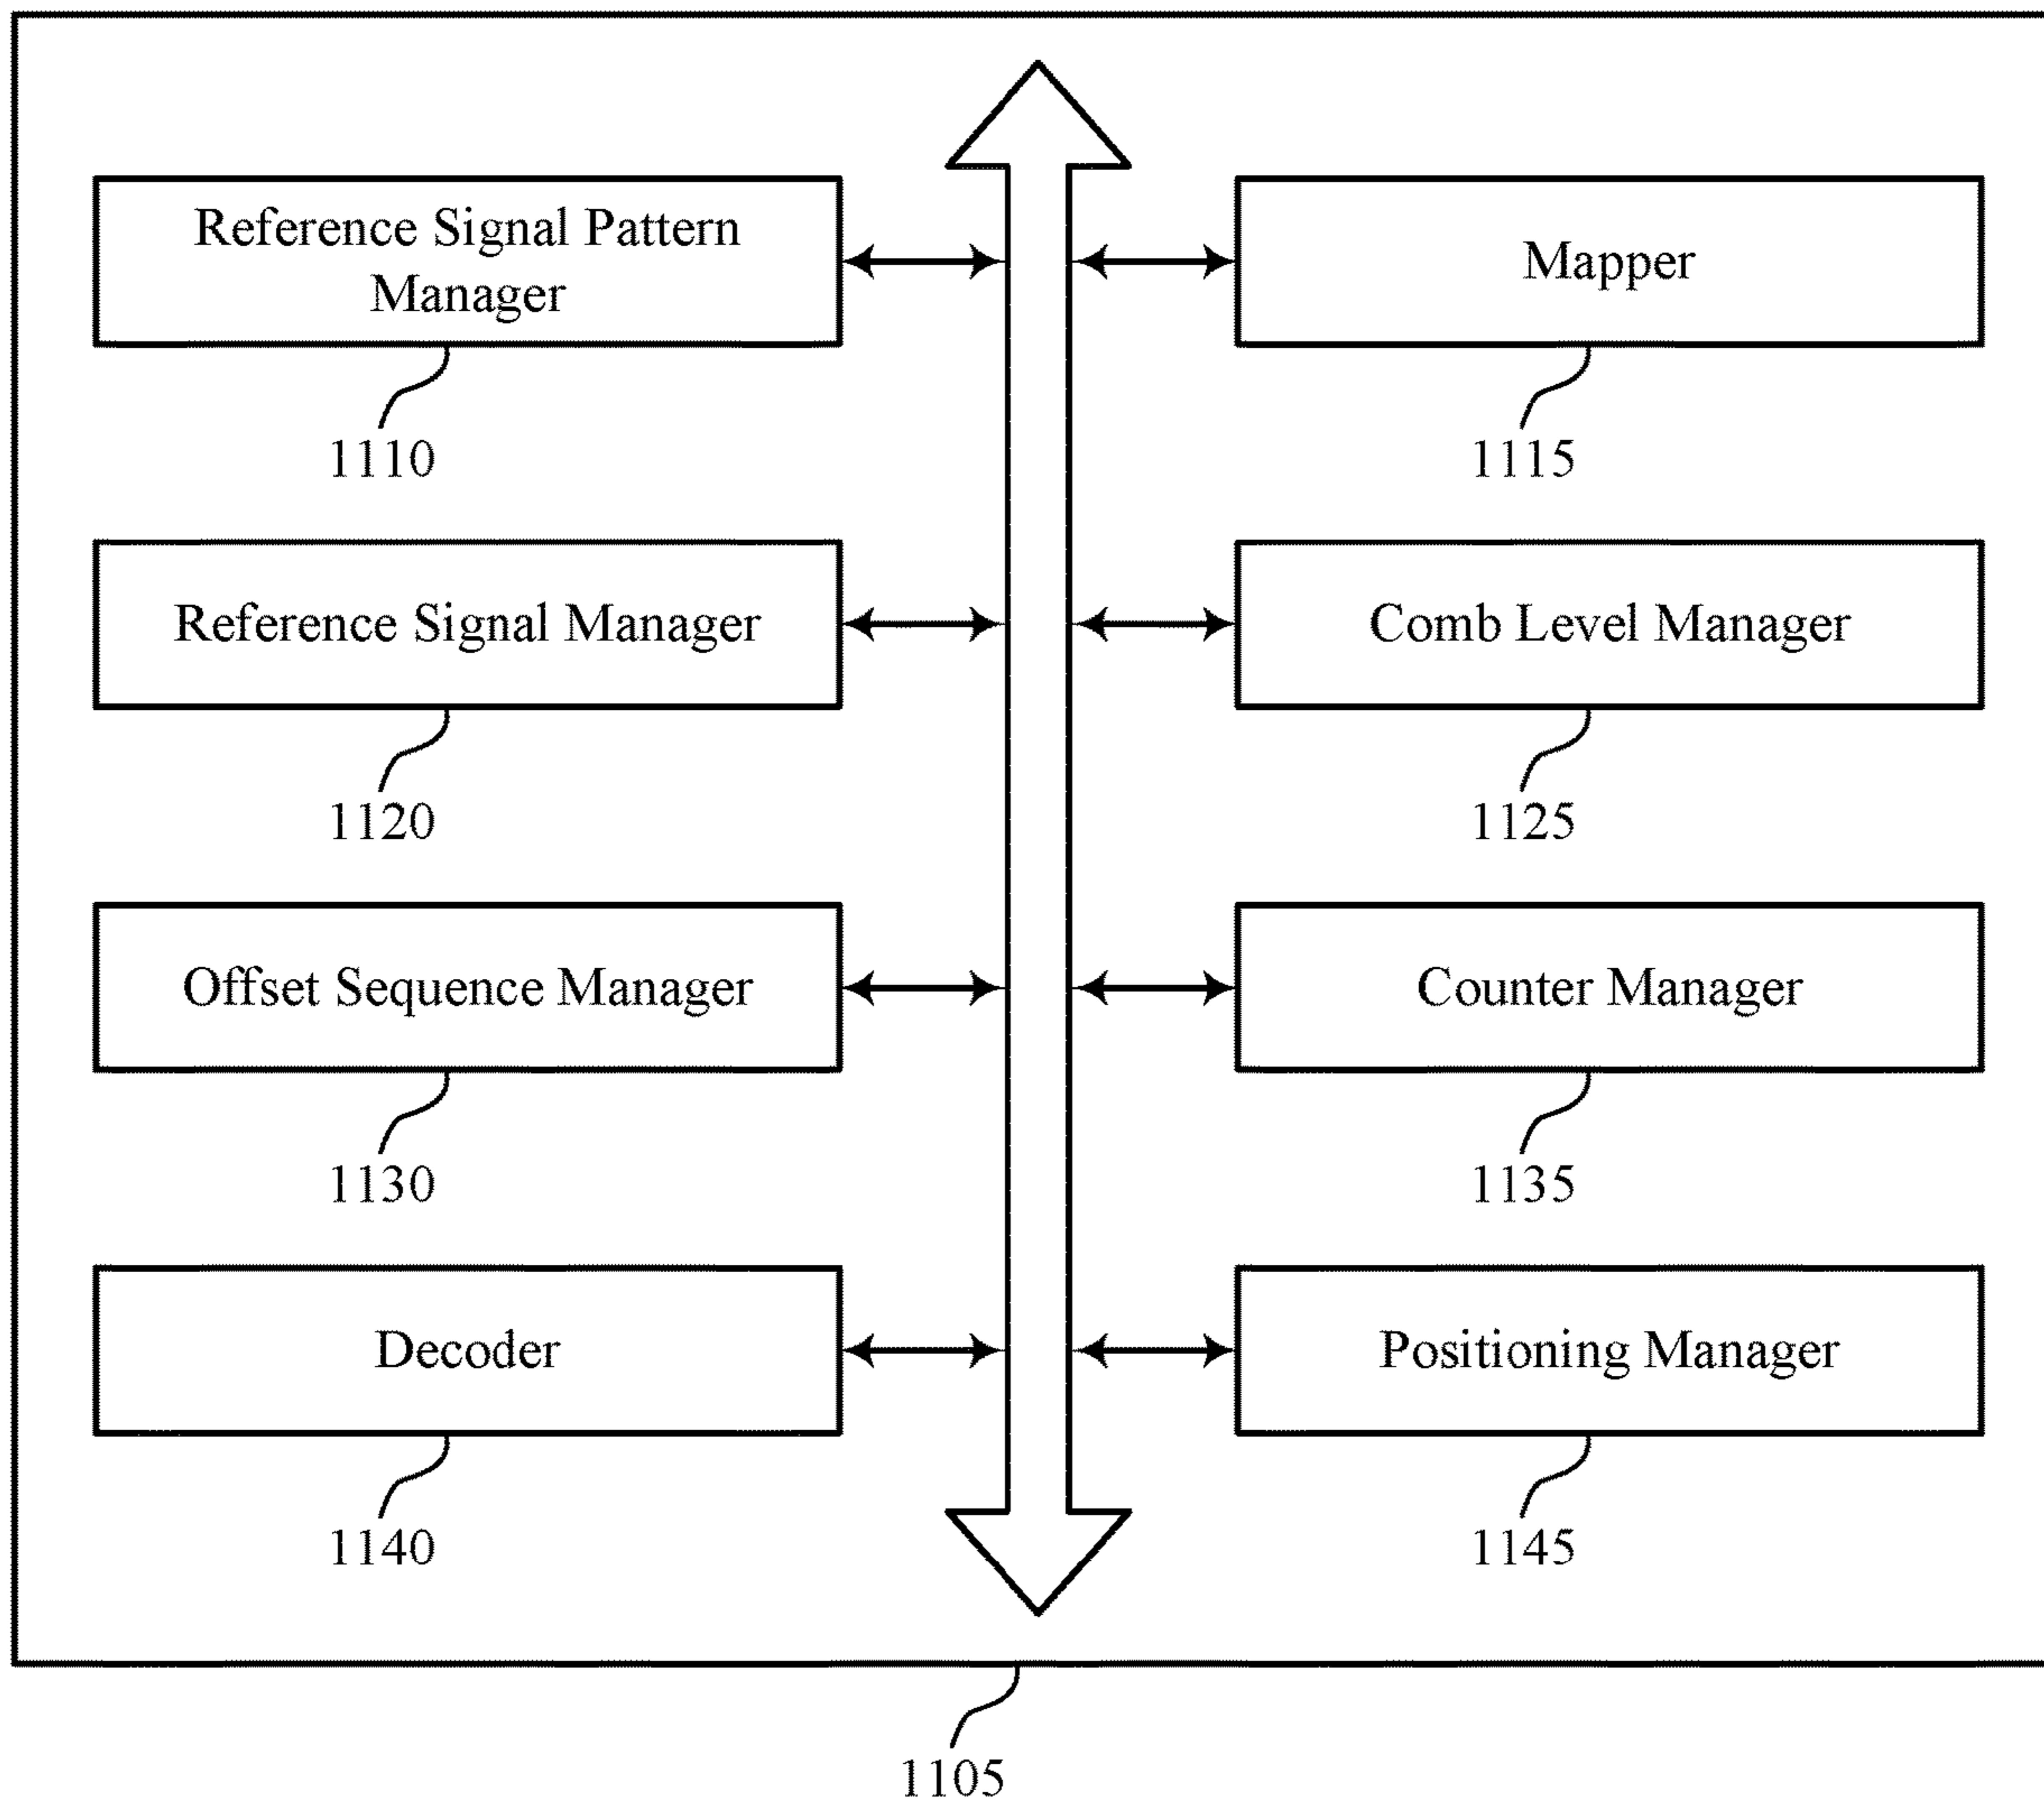 Reference Signal Pattern
Manager
1110
Mapper
1115
Reference Signal Manager
1120
Comb Level Manager
1125
Offset Sequence Manager
1130
Counter Manager
1135
Decoder
1140
Positioning Manager
1145
1105